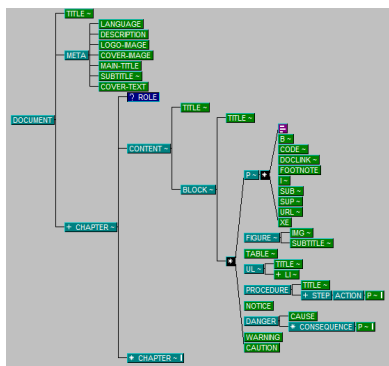 TITLE ~
LANGUAGE
DESCRIPTION
LOGO-IMAGE
META
COVER-IMAGE
MAIN-TITLE
SUBTITLE ~
COVER-TEXT
? ROLE
TITLE ~
DOCUMENT
TITLE ~
B ~
CONTENT ~
CODE ~
DOCLINK ~
P ~
FOOTNOTE
I ~
BLOCK ~
SUB ~
SUP ~
URL ~
XE
+ CHAPTER ~
FIGURE ~
IMG ~
SUBTITLE ~
TABLE ~
UL ~
TITLE ~
+ LI ~
PROCEDURE
TITLE ~
+ STEP ACTION P ~
NOTICE
DANGER
CAUSE
CONSEQUENCE P ~
WARNING
CAUTION
CHAPTER ~